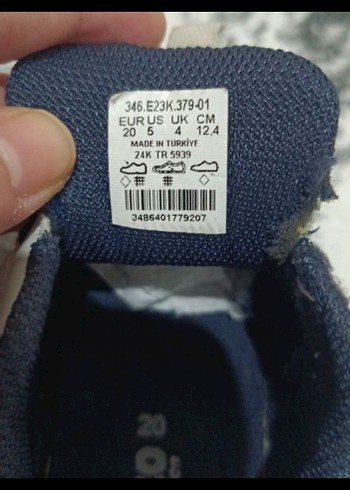 346.E23K.379-01
EUR US UK CM
20 5 4 12,4
MADE IN TÜRKİYE
24K TR 5939
3486401779207
20